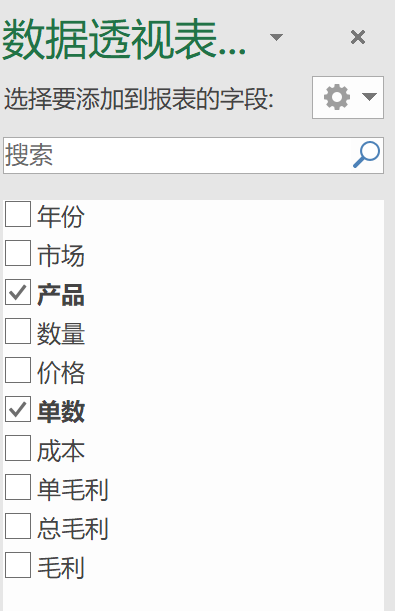 数据透视表...
选择要添加到报表的字段:
搜索
年份
市场
产品
数量
价格
单数
成本
单毛利
总毛利
毛利